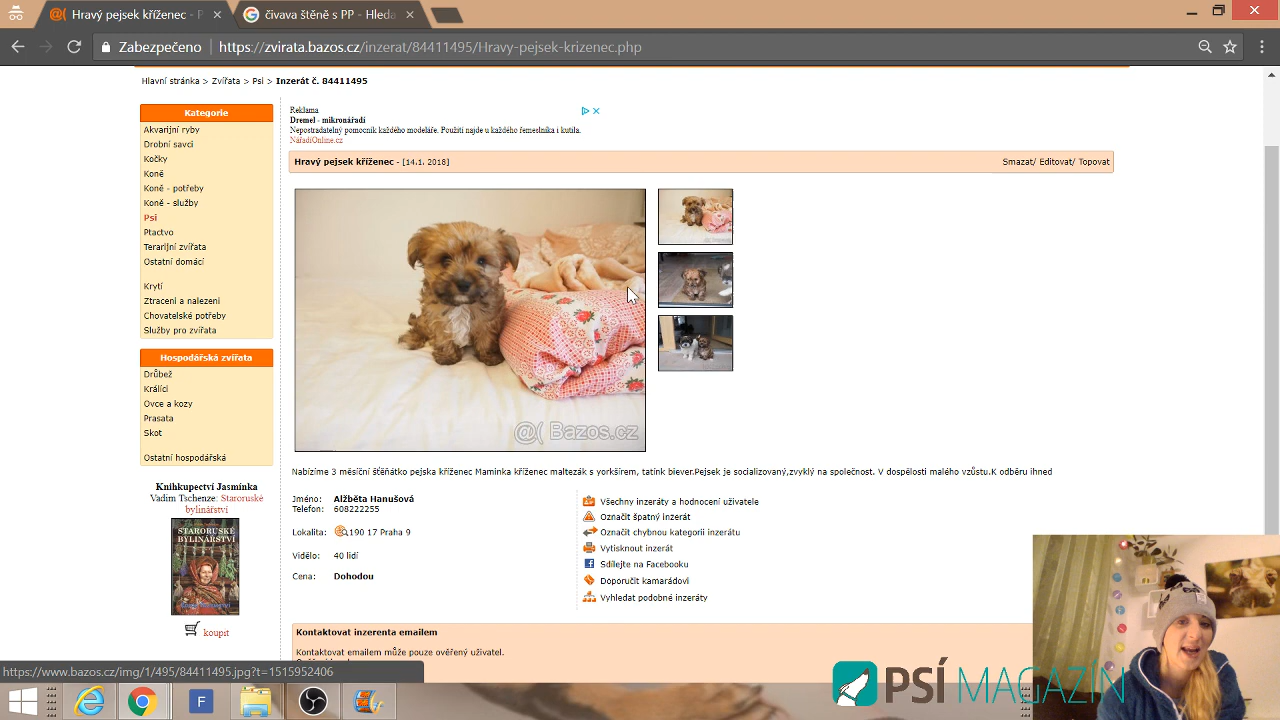 Hravý pejsek kříženec - P
čivava štěně s PP - Hleda
Zabezpečeno
https://zvirata.bazos.cz/inzerat/84411495/Hravy-pejsek-krizenec.php
Hlavní stránka > Zvířata > Psi > Inzerát č. 84411495
Kategorie
Akvarijní ryby
Drobní savci
Kočky
Koně
Koně - potřeby
Koně - služby
Psi
Ptactvo
Terarijní zvířata
Ostatní domácí
Krytí
Ztraceni a nalezeni
Chovatelské potřeby
Služby pro zvířata
Hospodářská zvířata
Drůbež
Králíci
Ovce a kozy
Prasata
Skot
Ostatní hospodářská
Knihkupectví Jasmínka
Vadim Tschenze: Staroruské
bylinářství
STARORUSKÉ
BYLINÁŘSTVÍ
koupit
Reklama
Dremel - mikronářadí
Nepostradatelný pomocník každého modeláře. Použití najde u každého řemeslníka i kutila.
NářadíOnline.cz
Hravý pejsek kříženec - [14.1. 2018]
Smazat/ Editovat/ Topovat
@( Bazos.cz
Nabízíme 3 měsíční štěňátko pejska kříženec Maminka kříženec maltezák s yorkšírem, tatínk biever.Pejsek je socializovaný,zvyklý na společnost. V dospělosti malého vzůstu.K odběru ihned
Jméno: Alžběta Hanušová
Telefon: 608222255
Lokalita: 190 17 Praha 9
Vidělo: 40 lidí
Cena: Dohodou
Všechny inzeráty a hodnocení uživatele
Označit špatný inzerát
Označit chybnou kategorii inzerátu
Vytisknout inzerát
Sdílejte na Facebooku
Doporučit kamarádovi
Vyhledat podobné inzeráty
Kontaktovat inzerenta emailem
Kontaktovat emailem může pouze ověřený uživatel.
https://www.bazos.cz/img/1/495/84411495.jpg?t=1515952406
PSÍ MAGAZÍN